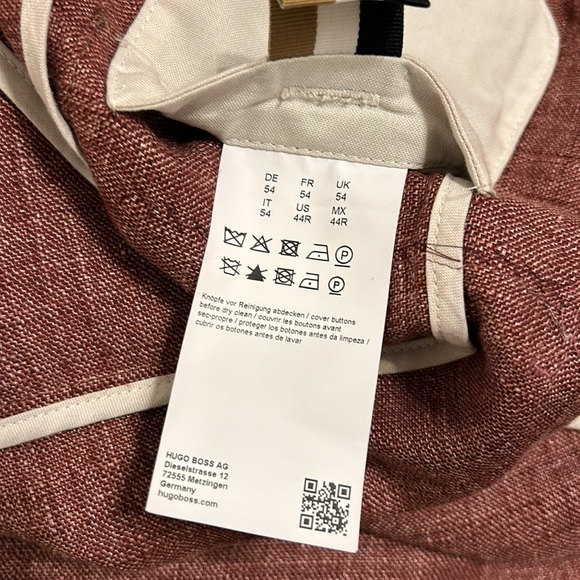 DE FR UK
54 54 54
IT US MX
54 44R 44R
P
P
Knöpfe vor Reinigung abdecken / cover buttons
before dry clean / couvrir les boutons avant
sec-propre / proteger los botones antes da limpeza /
cubrir os botones antes da lavar
HUGO BOSS AG
Dieselstrasse 12
72555 Metzingen
Germany
hugoboss.com